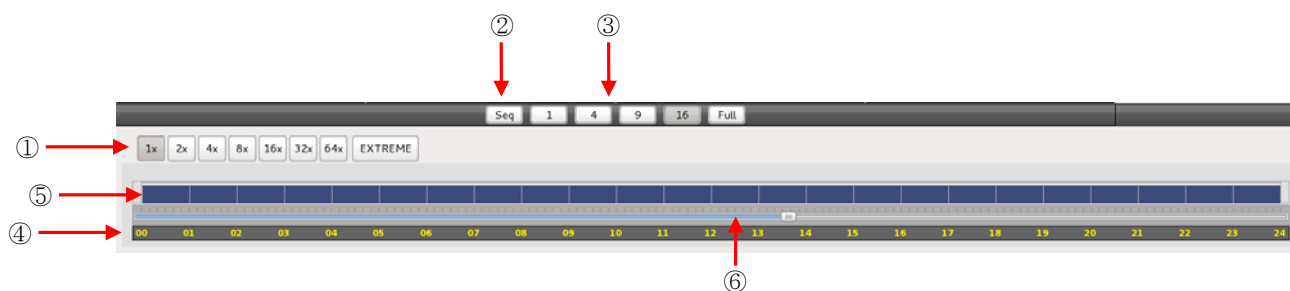 ② ③
Seq 1 4 9 16 Full
① 1x 2x 4x 8x 16x 32x 64x EXTREME
⑤
④ 00 01 02 03 04 05 06 07 08 09 10 11 12 13 14 15 16 17 18 19 20 21 22 23 24
⑥